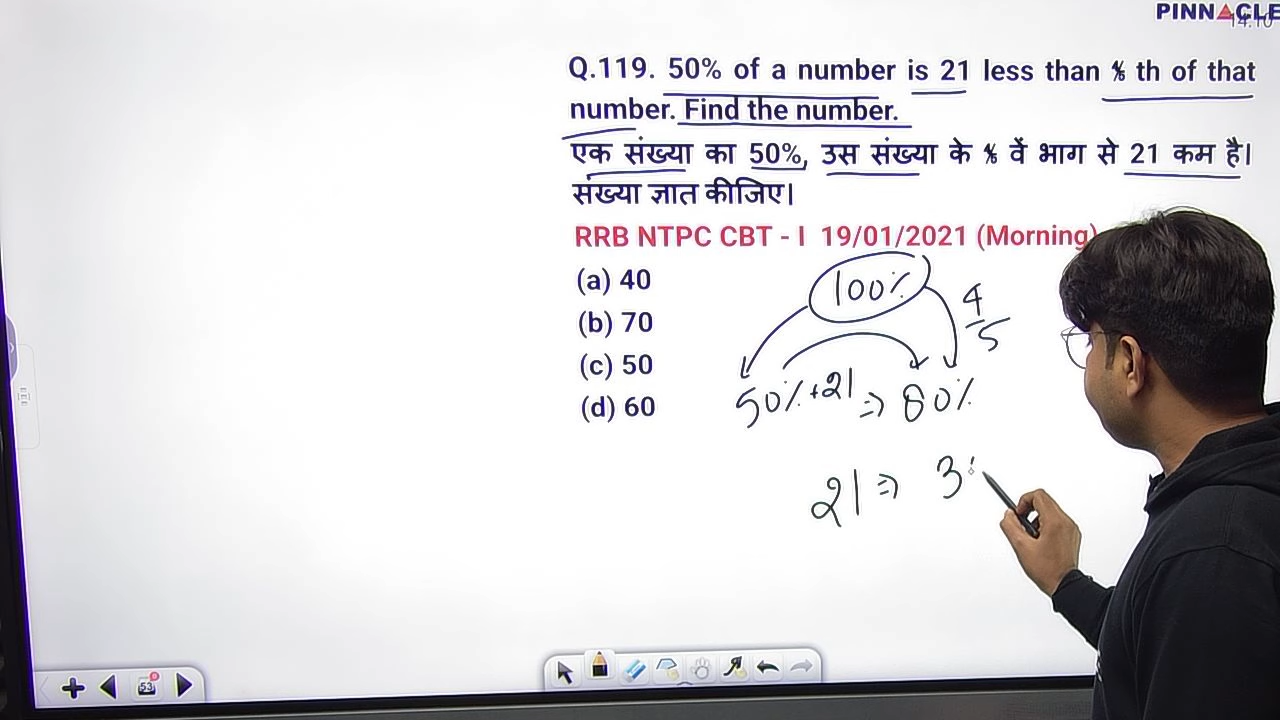 PINNACLE
Q.119. 50% of a number is 21 less than ⅘ th of that
number. Find the number.
एक संख्या का 50%, उस संख्या के ⅘ वें भाग से 21 कम है।
संख्या ज्ञात कीजिए।
RRB NTPC CBT - I 19/01/2021 (Morning)
(a) 40
(b) 70
(c) 50
(d) 60
100%
4/5
50% +21 => 80%
21 => 3
53